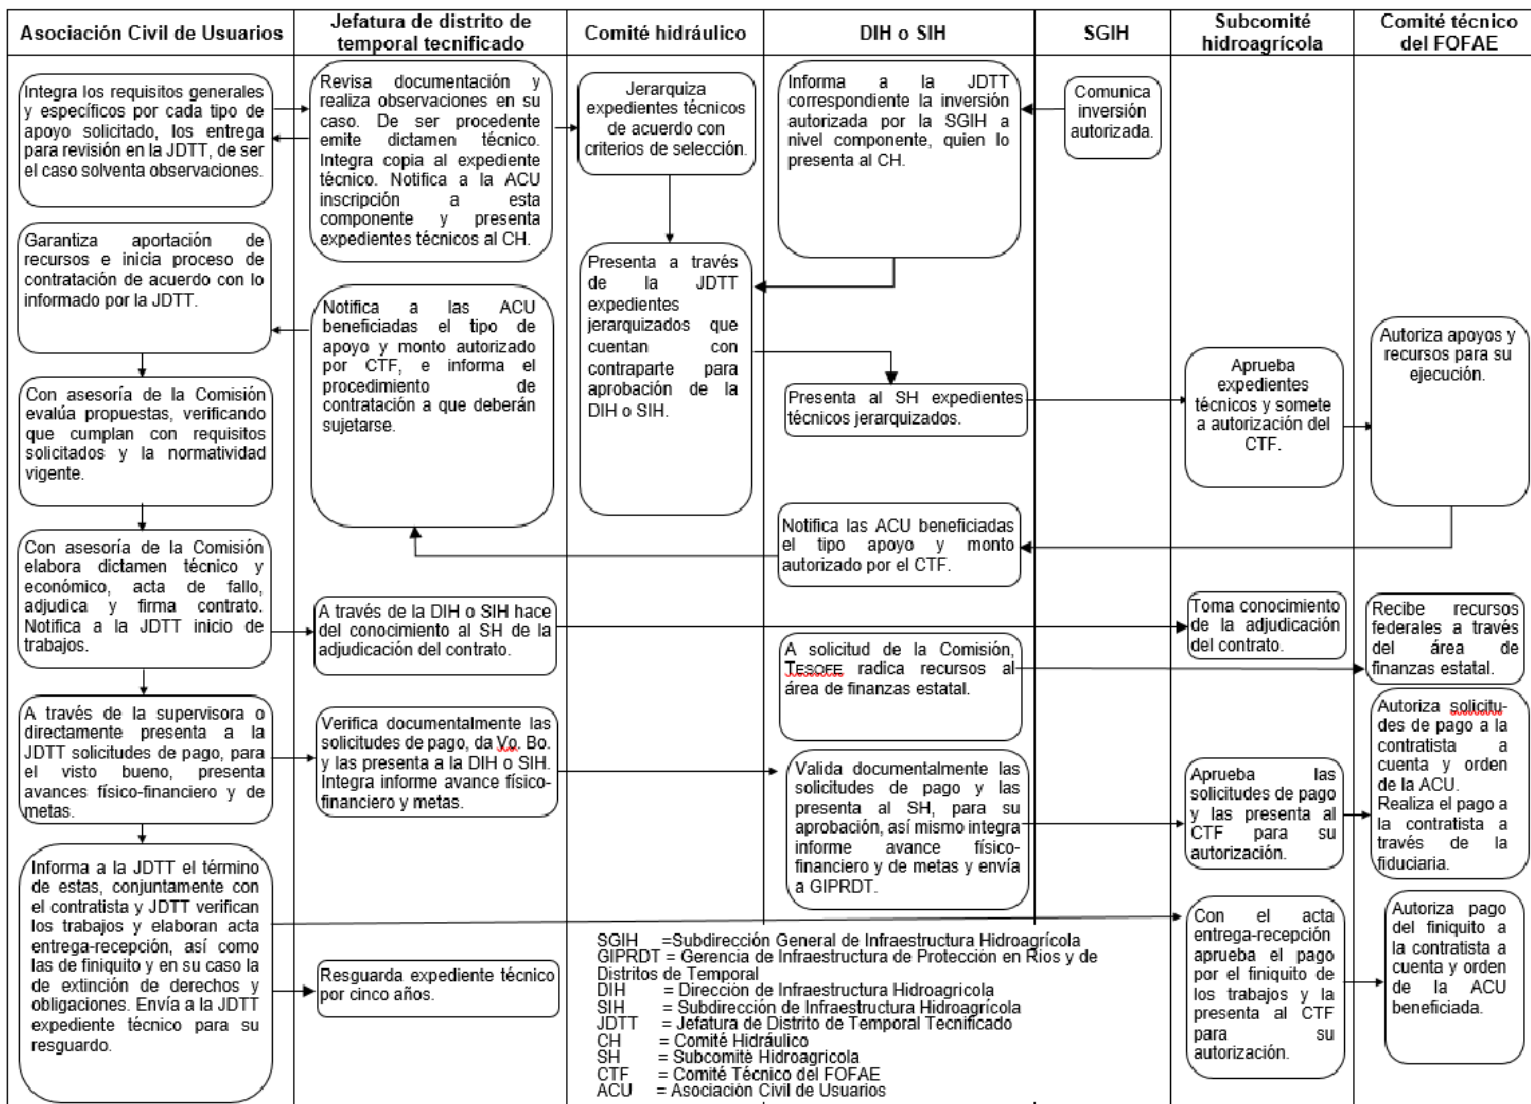 Asociación Civil de Usuarios
Jefatura de distrito de
temporal tecnificado
Comité hidráulico
DIH o SIH
SGIH
Subcomité
hidroagrícola
Comité técnico
del FOFAE
Integra los requisitos generales
y específicos por cada tipo de
apoyo solicitado, los entrega
para revisión en la JDTT, de ser
el caso solventa observaciones.
Revisa documentación y
realiza observaciones en su
caso. De ser procedente
emite dictamen técnico.
Integra copia al expediente
técnico. Notifica a la ACU
inscripción a esta
componente y presenta
expedientes técnicos al CH.
Jerarquiza
expedientes técnicos
de acuerdo con
criterios de selección.
Informa a la JDTT
correspondiente la inversión
autorizada por la SGIH a
nivel componente, quien lo
presenta al CH.
Comunica
inversión
autorizada.
Garantiza aportación de
recursos e inicia proceso de
contratación de acuerdo con lo
informado por la JDTT.
Notifica a las ACU
beneficiadas el tipo de
apoyo y monto autorizado
por CTF, e informa el
procedimiento de
contratación a que deberán
sujetarse.
Presenta a través
de la JDTT
expedientes
jerarquizados que
cuentan con
contraparte para
aprobación de la
DIH o SIH.
Presenta al SH expedientes
técnicos jerarquizados.
Aprueba
expedientes
técnicos y somete
a autorización del
CTF.
Autoriza apoyos y
recursos para su
ejecución.
Con asesoría de la Comisión
evalúa propuestas, verificando
que cumplan con requisitos
solicitados y la normatividad
vigente.
Notifica las ACU beneficiadas
el tipo apoyo y monto
autorizado por el CTF.
Con asesoría de la Comisión
elabora dictamen técnico y
económico, acta de fallo,
adjudica y firma contrato.
Notifica a la JDTT inicio de
trabajos.
A través de la DIH o SIH hace
del conocimiento al SH de la
adjudicación del contrato.
Toma conocimiento
de la adjudicación
del contrato.
Recibe recursos
federales a través
del área de
finanzas estatal.
A solicitud de la Comisión,
TESOFE radica recursos al
área de finanzas estatal.
A través de la supervisora o
directamente presenta a la
JDTT solicitudes de pago, para
el visto bueno, presenta
avances físico-financiero y de
metas.
Verifica documentalmente las
solicitudes de pago, da Vo. Bo.
y las presenta a la DIH o SIH.
Integra informe avance físico-
financiero y metas.
Valida documentalmente las
solicitudes de pago y las
presenta al SH, para su
aprobación, así mismo integra
informe avance físico-
financiero y de metas y envía
a GIPRDT.
Aprueba las
solicitudes de pago
y las presenta al
CTF para su
autorización.
Autoriza solicitu-
des de pago a la
contratista a
cuenta y orden
de la ACU.
Realiza el pago a
la contratista a
través de la
fiduciaria.
Informa a la JDTT el término
de estas, conjuntamente con
el contratista y JDTT verifican
los trabajos y elaboran acta
entrega-recepción, así como
las de finiquito y en su caso la
de extinción de derechos y
obligaciones. Envía a la JDTT
expediente técnico para su
resguardo.
Resguarda expediente técnico
por cinco años.
Con el acta
entrega-recepción
aprueba el pago
por el finiquito de
los trabajos y la
presenta al CTF
para su
autorización.
Autoriza pago
del finiquito a
la contratista a
cuenta y orden
de la ACU
beneficiada.
SGIH =Subdirección General de Infraestructura Hidroagrícola
GIPRDT = Gerencia de Infraestructura de Protección en Ríos y de
Distritos de Temporal
DIH = Dirección de Infraestructura Hidroagricola
SIH = Subdirección de Infraestructura Hidroagrícola
JDTT = Jefatura de Distrito de Temporal Tecnificado
CH = Comité Hidráulico
SH = Subcomité Hidroagricola
CTF = Comité Técnico del FOFAE
ACU = Asociación Civil de Usuarios